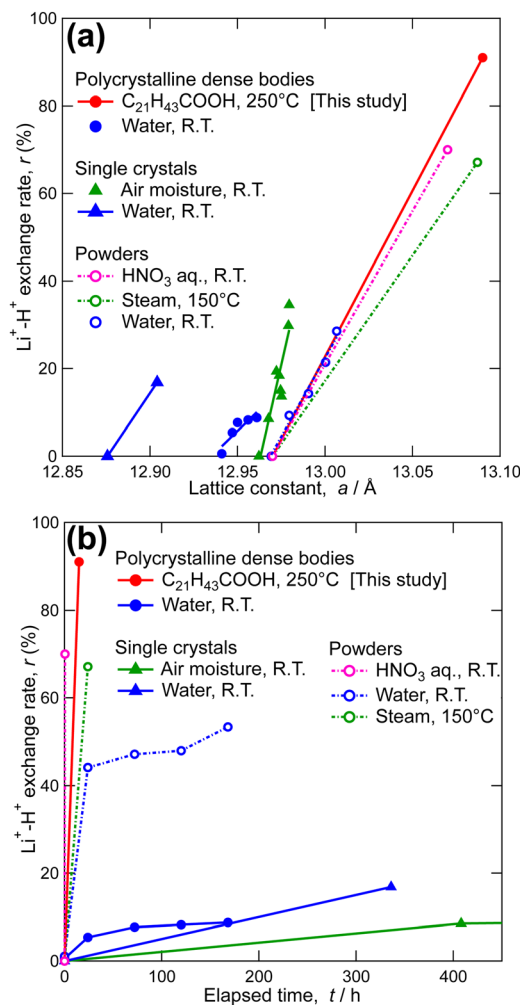 (a)
Polycrystalline dense bodies
C₂₁H₄₃COOH, 250°C [This study]
Water, R.T.
Single crystals
Air moisture, R.T.
Water, R.T.
Powders
HNO₃ aq., R.T.
Steam, 150°C
Water, R.T.
Li⁺-H⁺ exchange rate, r (%)
100
80
60
40
20
0
12.85 12.90 12.95 13.00 13.05 13.10
Lattice constant, a / Å
(b)
Polycrystalline dense bodies
C₂₁H₄₃COOH, 250°C [This study]
Water, R.T.
Single crystals
Air moisture, R.T.
Water, R.T.
Powders
HNO₃ aq., R.T.
Water, R.T.
Steam, 150°C
Li⁺-H⁺ exchange rate, r (%)
100
80
60
40
20
0
0 100 200 300 400
Elapsed time, t / h